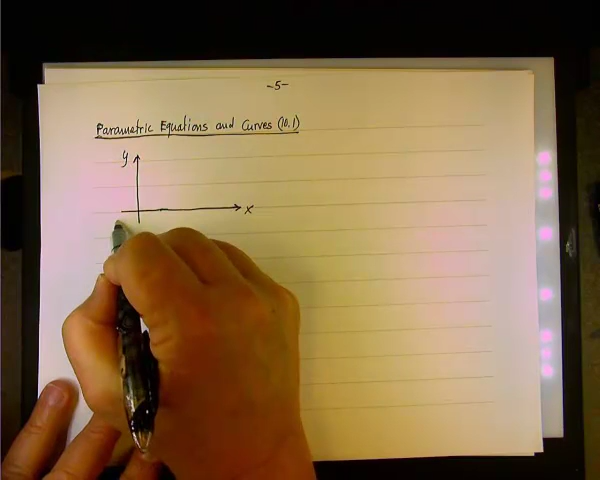 -5-
Parametric Equations and Curves (10.1)
y
x